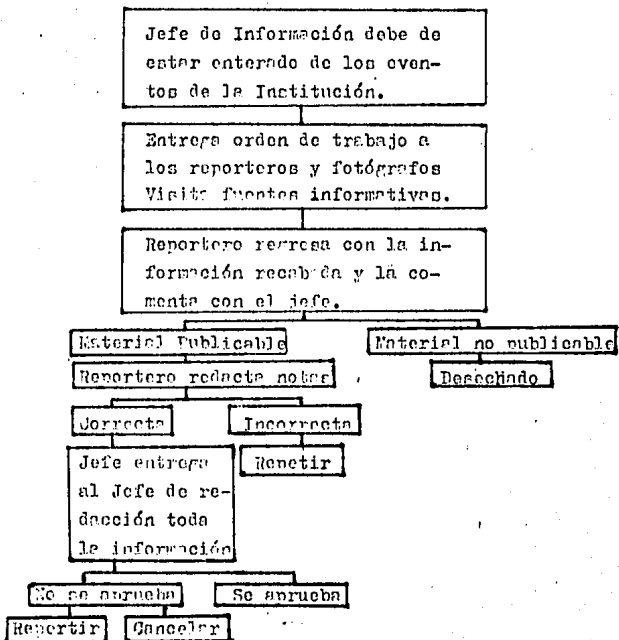 Jefe de Información debe de
estar enterado de los even-
tos de la Institución.
Entrega orden de trabajo a
los reporteros y fotógrafos
Visita fuentes informativas.
Reportero regresa con la in-
formación recabada y la co-
menta con el jefe.
Material Publicable
Material no publicable
Reportero redacta notas
Desechado
Correcta
Incorrecta
Jefe entrega
al Jefe de re-
dacción toda
la información
Repetir
No se aprueba
Se aprueba
Repertir
Cancelar